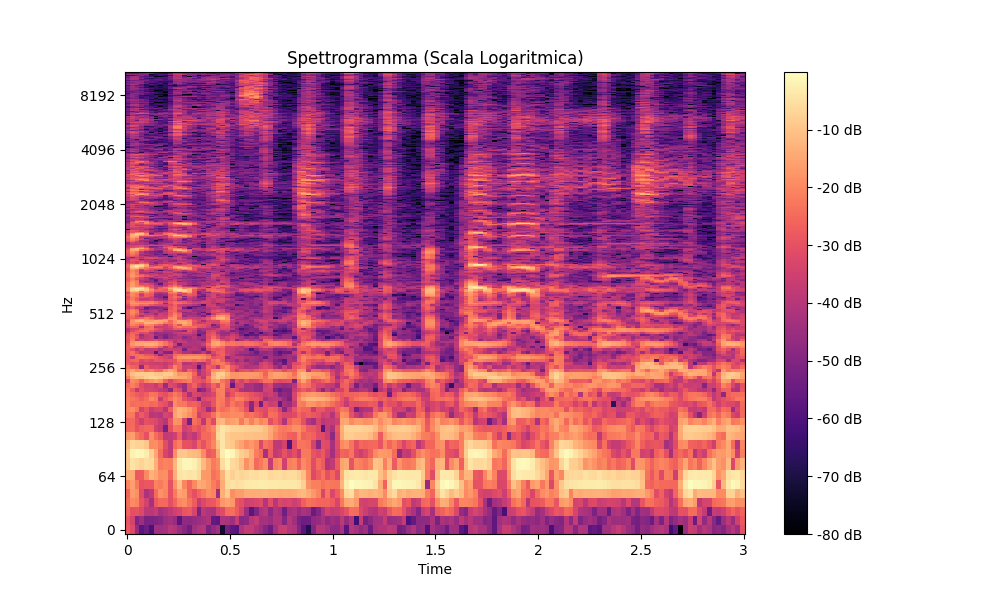 Spettrogramma (Scala Logaritmica)
8192
4096
2048
1024
512
256
128
64
0
Hz
0 0.5 1 1.5 2 2.5 3
Time
-10 dB
-20 dB
-30 dB
-40 dB
-50 dB
-60 dB
-70 dB
-80 dB